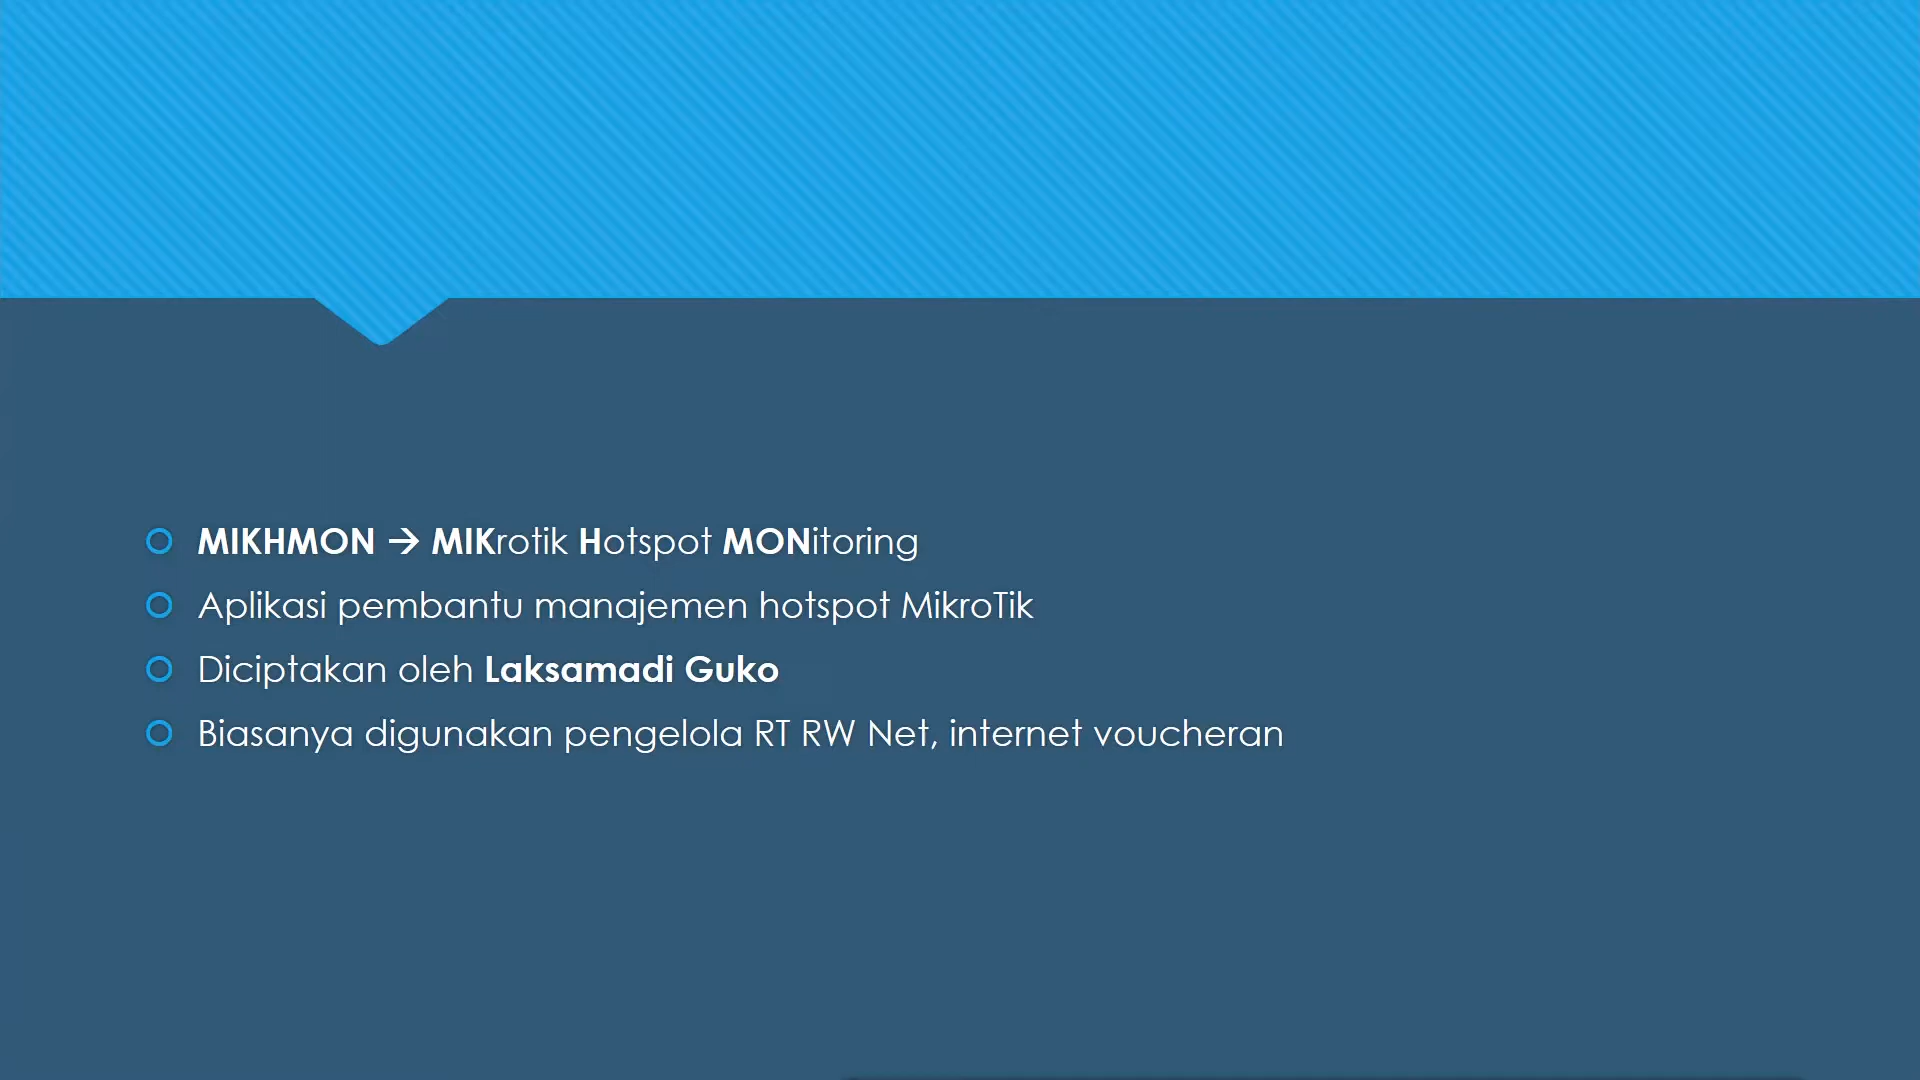 MIKHMON → MIKrotik Hotspot MONitoring
Aplikasi pembantu manajemen hotspot MikroTik
Diciptakan oleh Laksamadi Guko
Biasanya digunakan pengelola RT RW Net, internet voucheran